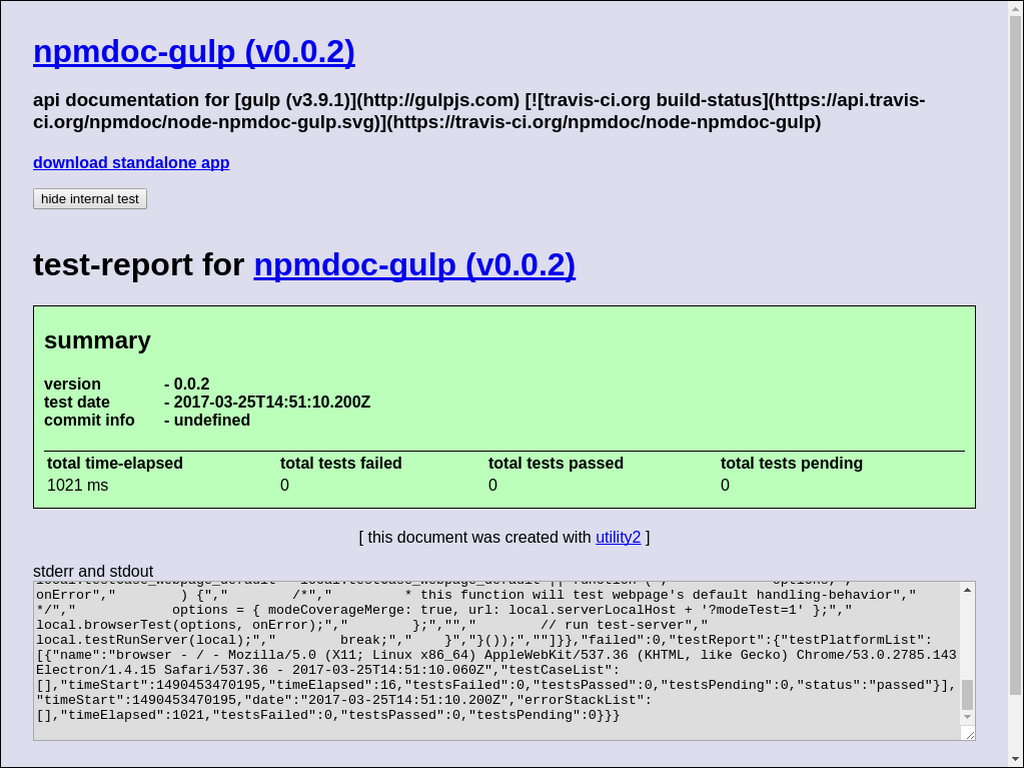 npmdoc-gulp (v0.0.2)
api documentation for [gulp (v3.9.1)](http://gulpjs.com) [![travis-ci.org build-status](https://api.travis-
ci.org/npmdoc/node-npmdoc-gulp.svg)](https://travis-ci.org/npmdoc/node-npmdoc-gulp)
download standalone app
hide internal test
test-report for npmdoc-gulp (v0.0.2)
summary
version - 0.0.2
test date - 2017-03-25T14:51:10.200Z
commit info - undefined
total time-elapsed total tests failed total tests passed total tests pending
1021 ms 0 0 0
[ this document was created with utility2 ]
stderr and stdout
local.testCase_webpage_default = local.testCase_webpage_default || function (","            options,","
onError","        ) {","        /*","         * this function will test webpage's default handling-behavior","
*/","            options = { modeCoverageMerge: true, url: local.serverLocalHost + '?modeTest=1' };","
local.browserTest(options, onError);","        };","","        // run test-server","
local.testRunServer(local);","        break;","    }","}());",""]}},"failed":0,"testReport":{"testPlatformList":
[{"name":"browser - / - Mozilla/5.0 (X11; Linux x86_64) AppleWebKit/537.36 (KHTML, like Gecko) Chrome/53.0.2785.143
Electron/1.4.15 Safari/537.36 - 2017-03-25T14:51:10.060Z","testCaseList":
[],"timeStart":1490453470195,"timeElapsed":16,"testsFailed":0,"testsPassed":0,"testsPending":0,"status":"passed"}],
"timeStart":1490453470195,"date":"2017-03-25T14:51:10.200Z","errorStackList":
[],"timeElapsed":1021,"testsFailed":0,"testsPassed":0,"testsPending":0}}}